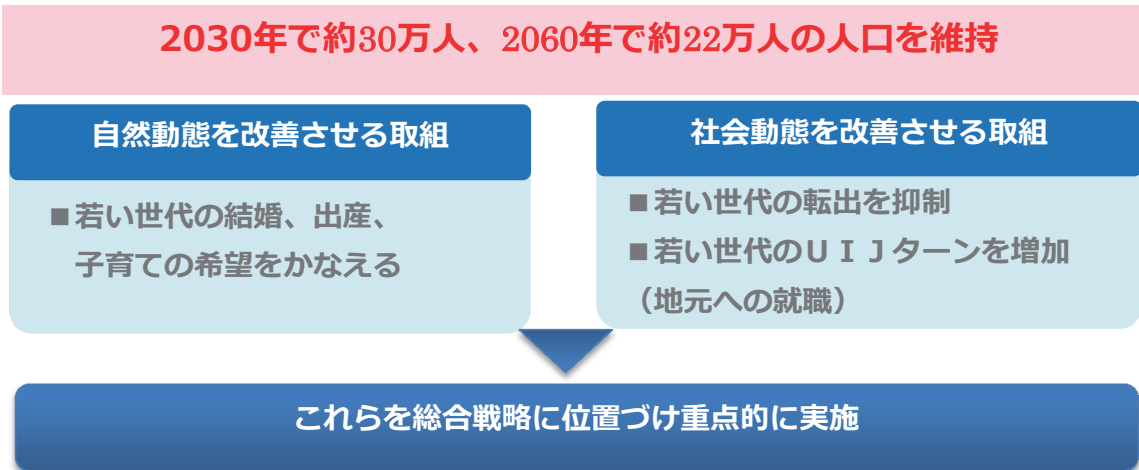 2030年で約30万人、2060年で約22万人の人口を維持
自然動態を改善させる取組
■若い世代の結婚、出産、
子育ての希望をかなえる
社会動態を改善させる取組
■若い世代の転出を抑制
■若い世代のＵＩＪターンを増加
（地元への就職）
これらを総合戦略に位置づけ重点的に実施